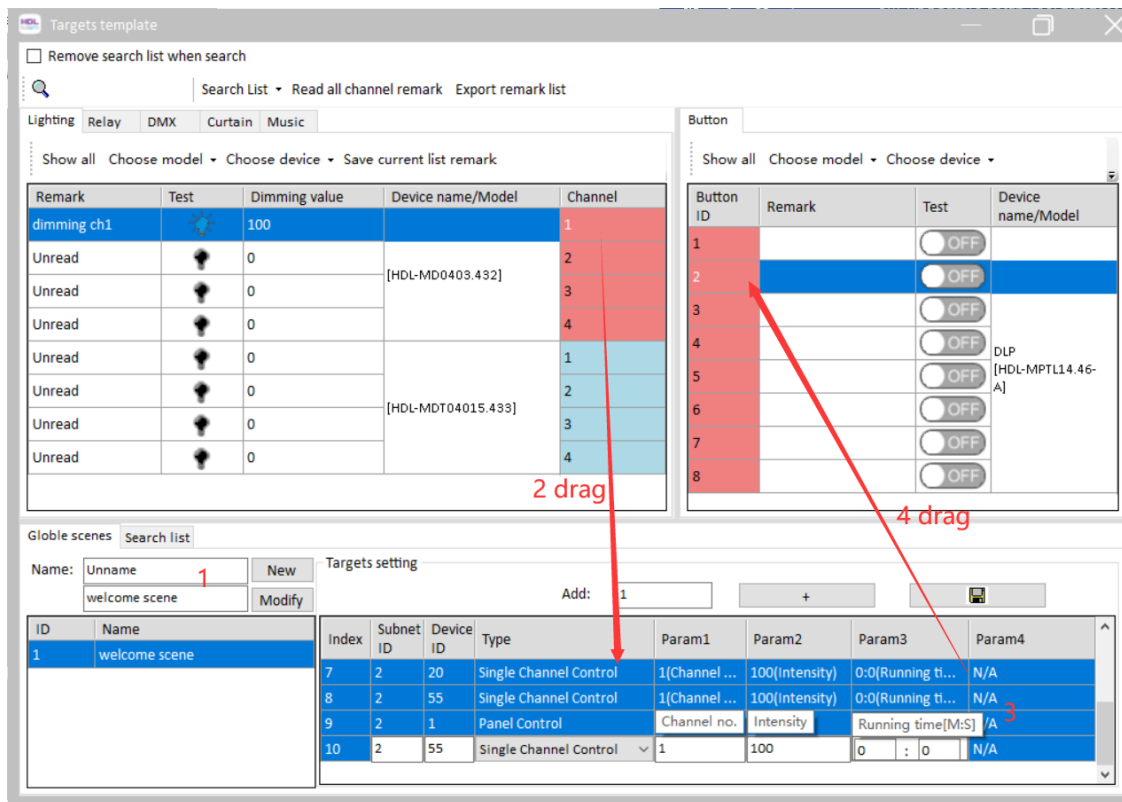 HDL Targets template
Remove search list when search
Search List Read all channel remark Export remark list
Lighting Relay DMX Curtain Music
Show all Choose model Choose device Save current list remark
Remark Test Dimming value Device name/Model Channel
dimming ch1 100 1
Unread 0 2
[HDL-MD0403.432]
Unread 0 3
Unread 0 4
Unread 0 1
Unread 0 2
[HDL-MDT04015.433]
Unread 0 3
Unread 0 4
2 drag
Button
Show all Choose model Choose device
Button ID Remark Test Device name/Model
1 OFF
2 OFF
3 OFF
4 OFF
DLP
[HDL-MPTL14.46-
A]
5 OFF
6 OFF
7 OFF
8 OFF
4 drag
Globle scenes Search list
Name: Unname 1 New
welcome scene Modify
ID Name
1 welcome scene
Targets setting
Add: 1 +
Index Subnet ID Device ID Type Param1 Param2 Param3 Param4
7 2 20 Single Channel Control 1(Channel ... 100(Intensity) 0:0(Running ti... N/A
8 2 55 Single Channel Control 1(Channel ... 100(Intensity) 0:0(Running ti... N/A
9 2 1 Panel Control Channel no. Intensity Running time[M:S] /A
3
10 2 55 Single Channel Control 1 100 0 : 0 N/A